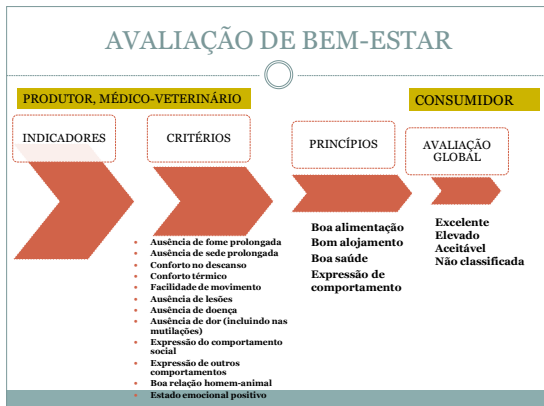 AVALIAÇÃO DE BEM-ESTAR
PRODUTOR, MÉDICO-VETERINÁRIO
CONSUMIDOR
INDICADORES
CRITÉRIOS
PRINCÍPIOS
AVALIAÇÃO
GLOBAL
• Ausência de fome prolongada
• Ausência de sede prolongada
• Conforto no descanso
• Conforto térmico
• Facilidade de movimento
• Ausência de lesões
• Ausência de doença
• Ausência de dor (incluindo nas
mutilações)
• Expressão do comportamento
social
• Expressão de outros
comportamentos
• Boa relação homem-animal
• Estado emocional positivo
Boa alimentação
Bom alojamento
Boa saúde
Expressão de
comportamento
Excelente
Elevado
Aceitável
Não classificada